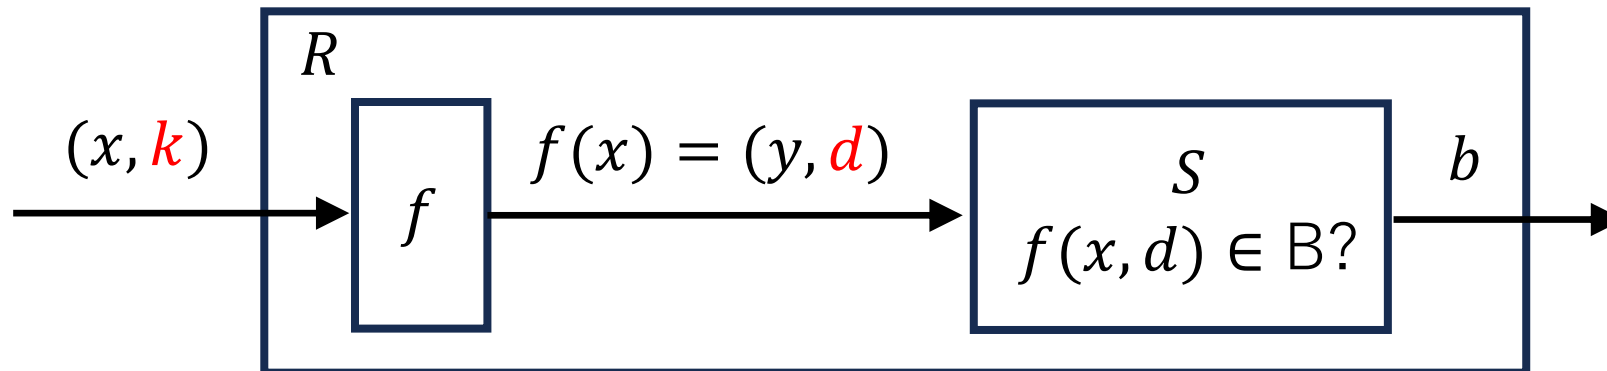 R
(x, k)
f
f(x) = (y, d)
S
f(x, d) ∈ B?
b